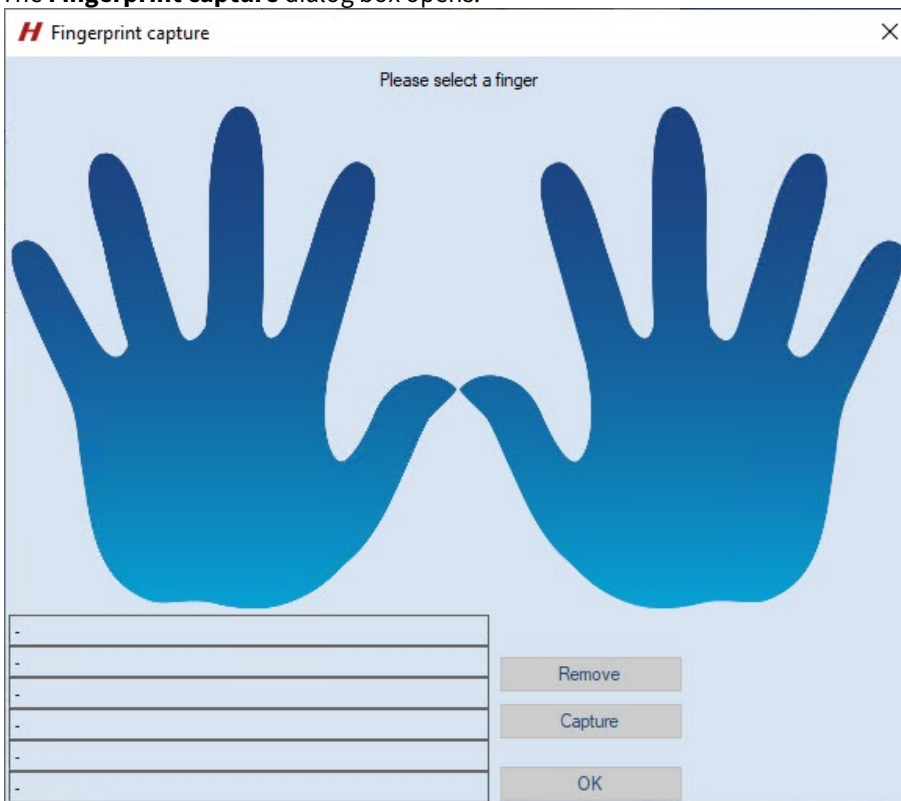 The Fingerprint capture dialog box opens.
H Fingerprint capture
Please select a finger
-
-
-
-
-
-
Remove
Capture
OK